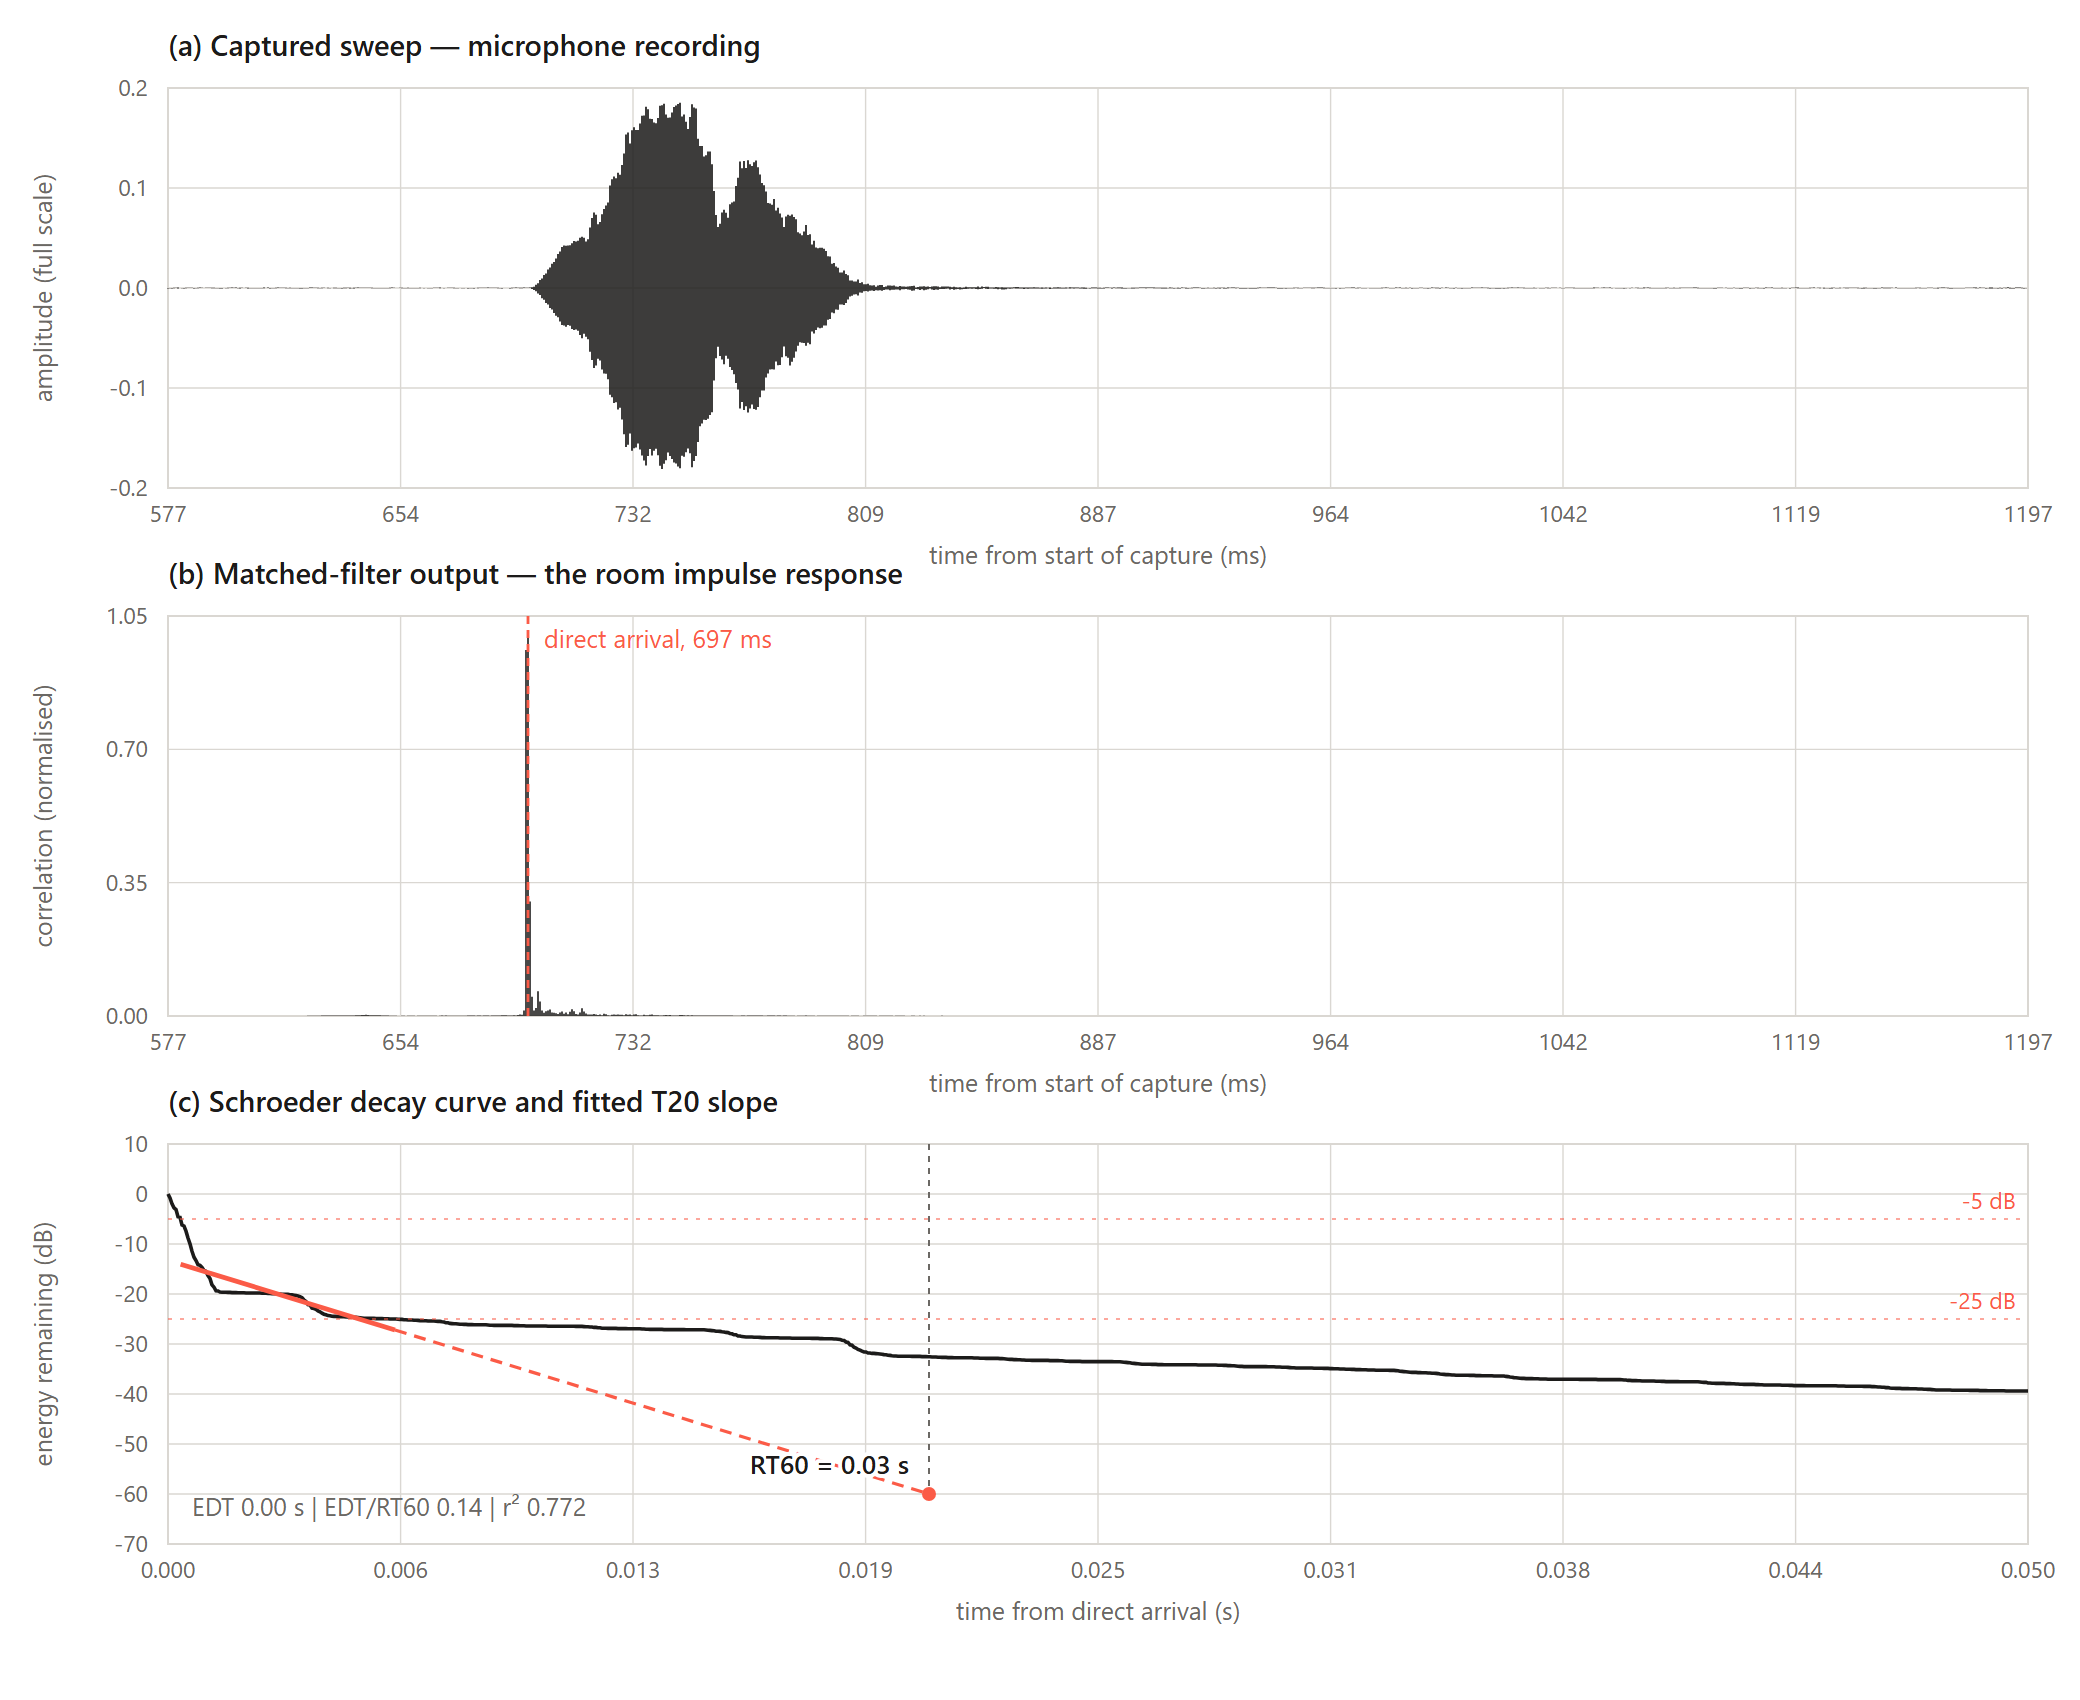 (a) Captured sweep — microphone recording
amplitude (full scale)
0.2
0.1
0.0
-0.1
-0.2
577 654 732 809 887 964 1042 1119 1197
time from start of capture (ms)
(b) Matched-filter output — the room impulse response
correlation (normalised)
1.05
0.70
0.35
0.00
direct arrival, 697 ms
577 654 732 809 887 964 1042 1119 1197
time from start of capture (ms)
(c) Schroeder decay curve and fitted T20 slope
energy remaining (dB)
10
0
-10
-20
-30
-40
-50
-60
-70
-5 dB
-25 dB
RT60 = 0.03 s
EDT 0.00 s | EDT/RT60 0.14 | r² 0.772
0.000 0.006 0.013 0.019 0.025 0.031 0.038 0.044 0.050
time from direct arrival (s)